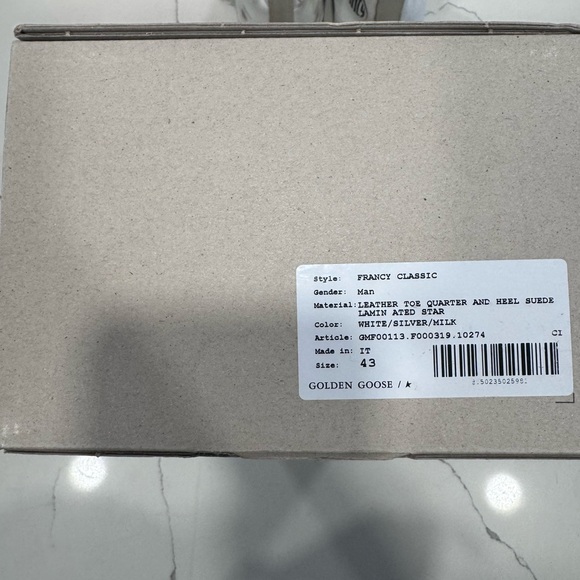 Style: FRANCY CLASSIC
Gender: Man
Material: LEATHER TOE QUARTER AND HEEL SUEDE
LAMIN ATED STAR
Color: WHITE/SILVER/MILK
Article: GMF00113.F000319.10274 CI
Made in: IT
Size: 43
GOLDEN GOOSE / ★